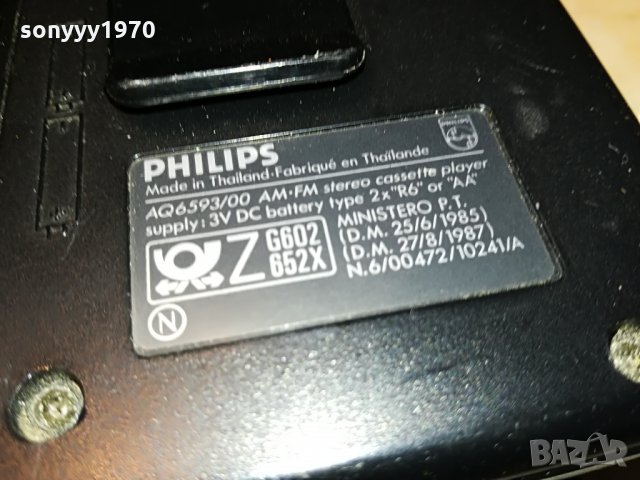 sonyyy1970
PHILIPS
PHILIPS
Made in Thailand·Fabriqué en Thaïlande
AQ6593/00 AM·FM stereo cassette player
supply: 3V DC battery type 2x"R6" or "AA"
Z G602
652X
MINISTERO P.T.
(D.M. 25/6/1985)
(D.M. 27/8/1987)
N.6/00472/10241/A
N
BAZAR